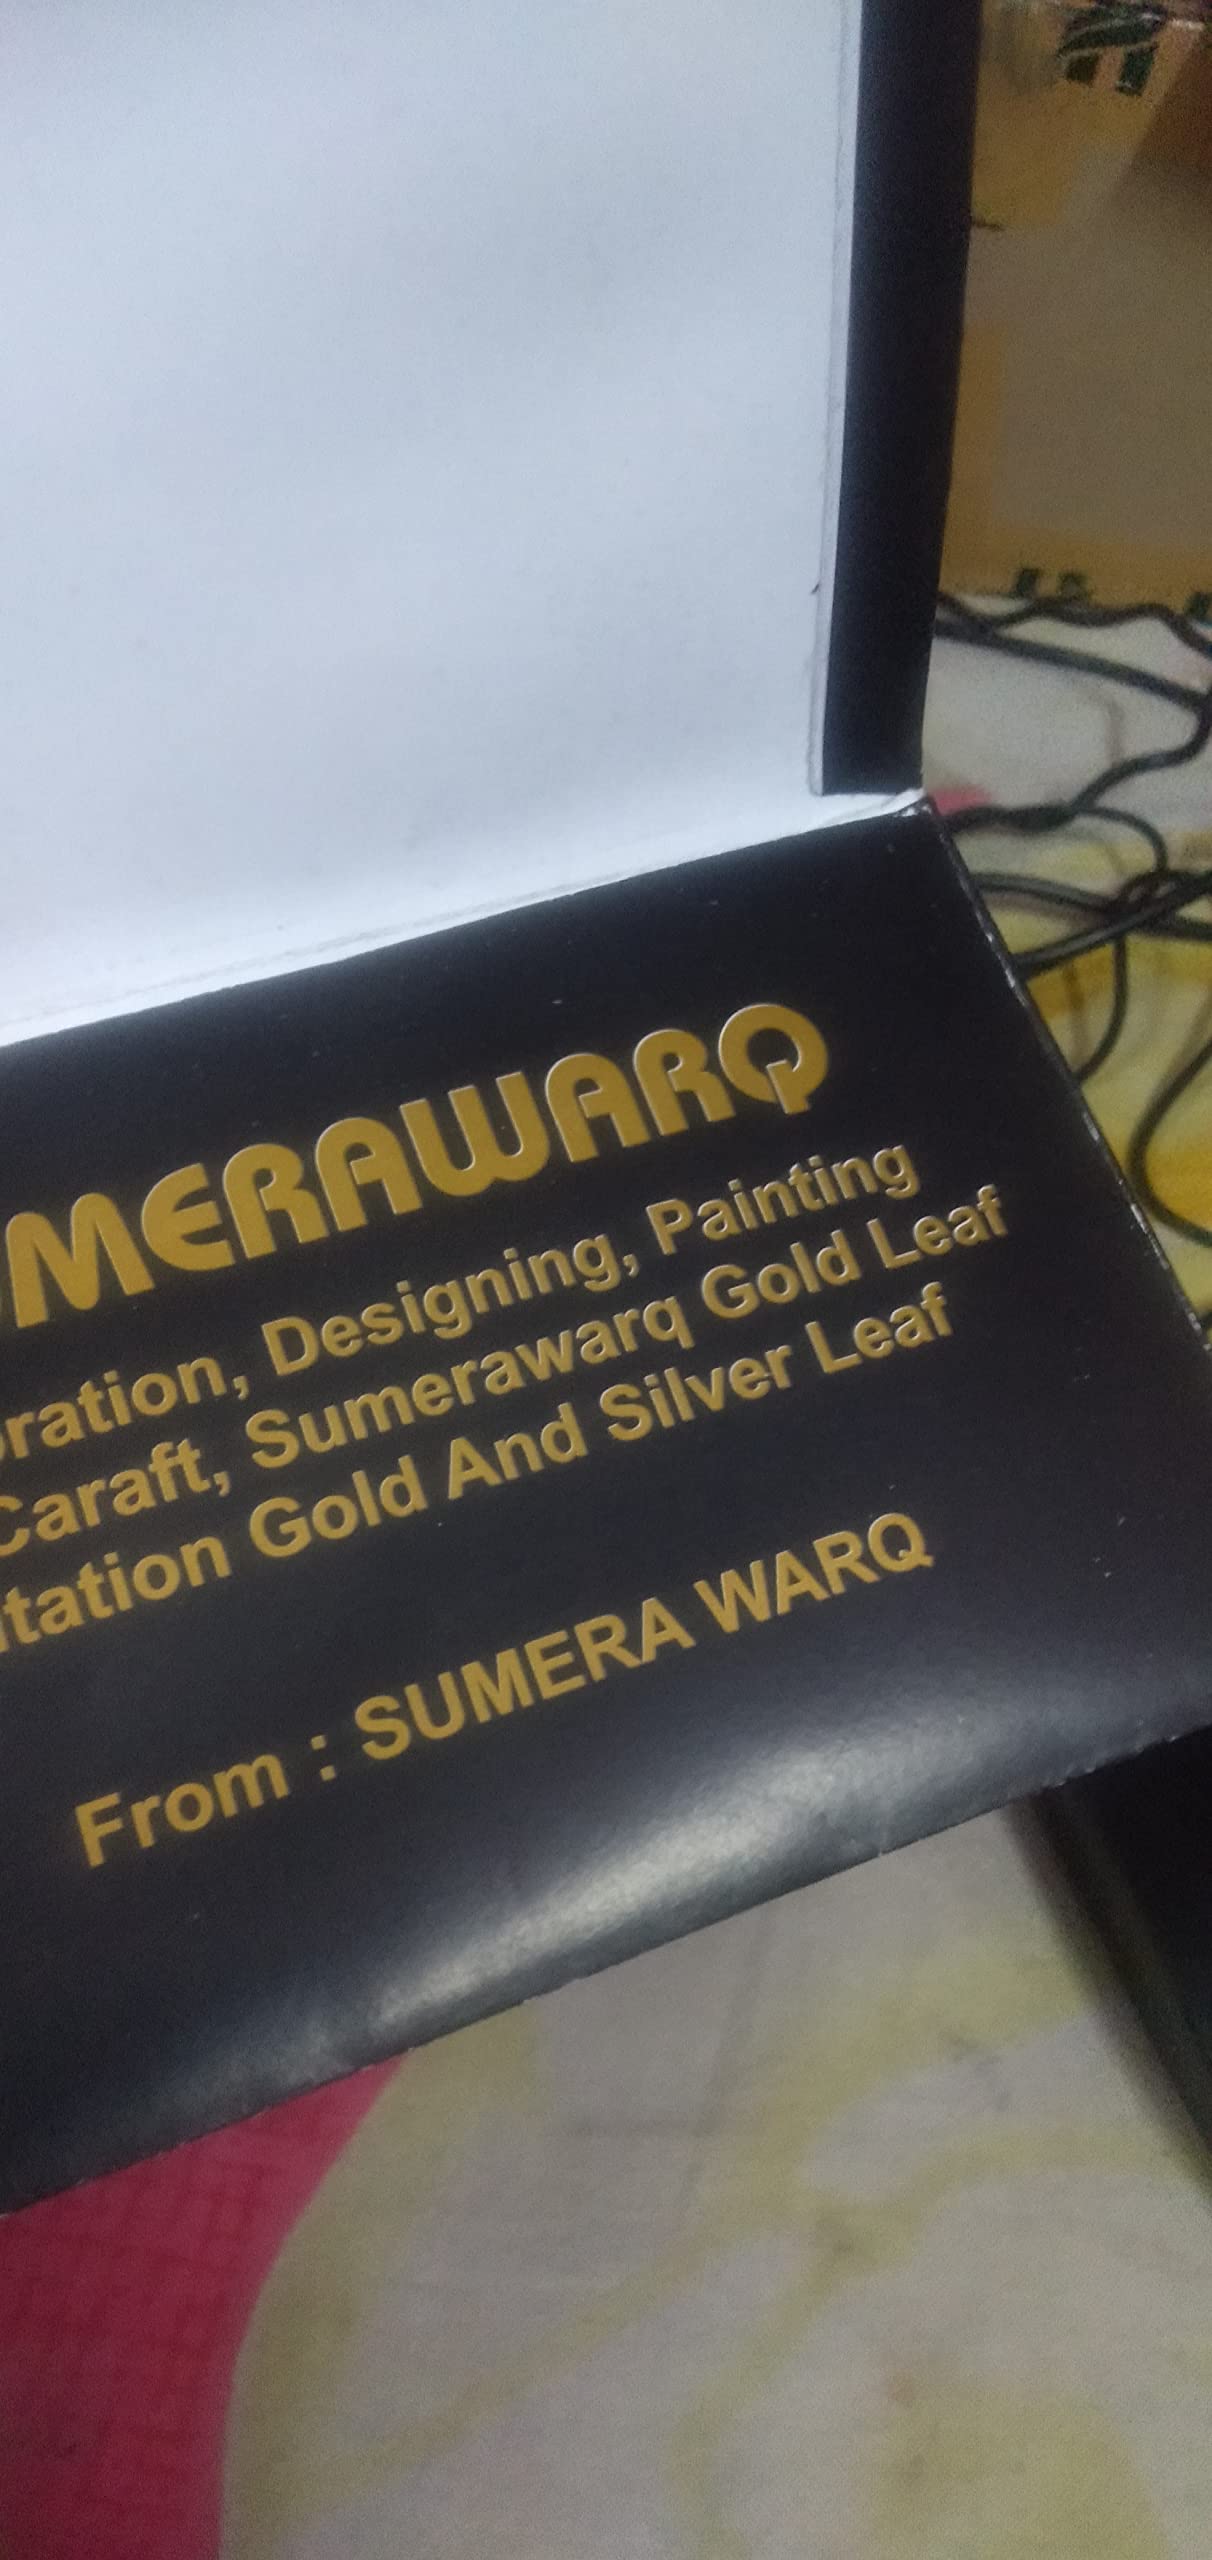 MERAWARQ
oration, Designing, Painting
Caraft, Sumerawarq Gold Leaf
itation Gold And Silver Leaf
From : SUMERA WARQ